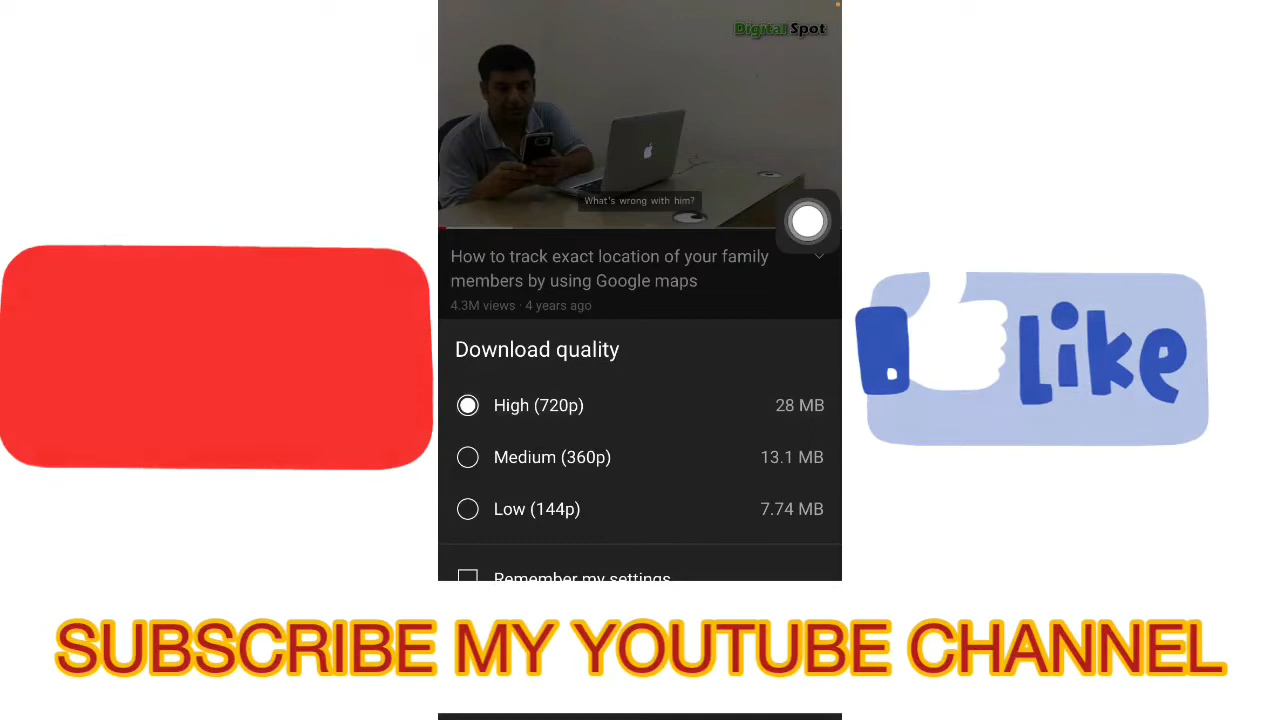 Digital Spot
What's wrong with him?
How to track exact location of your family
members by using Google maps
4.3M views · 4 years ago
Download quality
High (720p) 28 MB
Medium (360p) 13.1 MB
Low (144p) 7.74 MB
Remember my settings
Like
SUBSCRIBE MY YOUTUBE CHANNEL